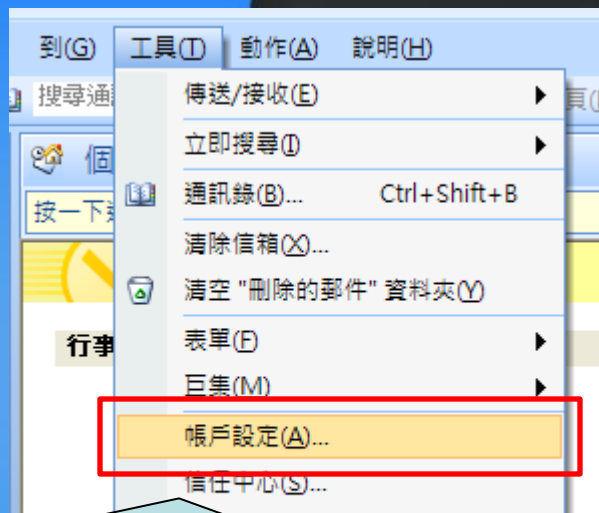 到(G) 工具(T) 動作(A) 說明(H)
搜尋通
頁(
傳送/接收(E)
立即搜尋(I)
個
通訊錄(B)... Ctrl+Shift+B
按一下
清除信箱(X)...
清空 "刪除的郵件" 資料夾(Y)
行事
表單(F)
巨集(M)
帳戶設定(A)...
信任中心(S)...